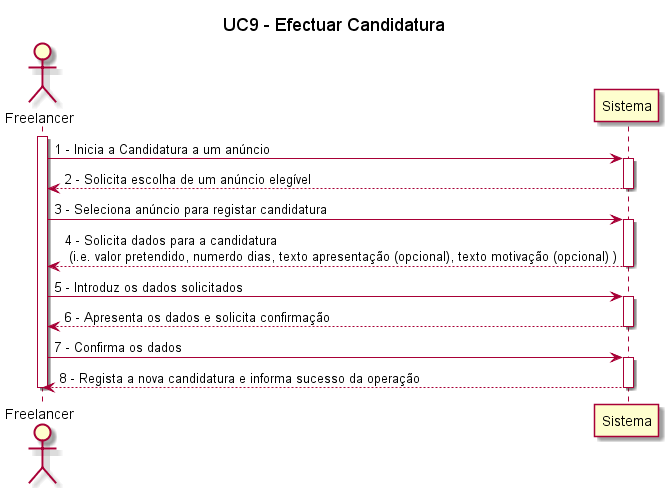 UC9 - Efectuar Candidatura
Freelancer
Sistema
1 - Inicia a Candidatura a um anúncio
2 - Solicita escolha de um anúncio elegível
3 - Seleciona anúncio para registar candidatura
4 - Solicita dados para a candidatura
(i.e. valor pretendido, numerdo dias, texto apresentação (opcional), texto motivação (opcional) )
5 - Introduz os dados solicitados
6 - Apresenta os dados e solicita confirmação
7 - Confirma os dados
8 - Regista a nova candidatura e informa sucesso da operação
Freelancer
Sistema